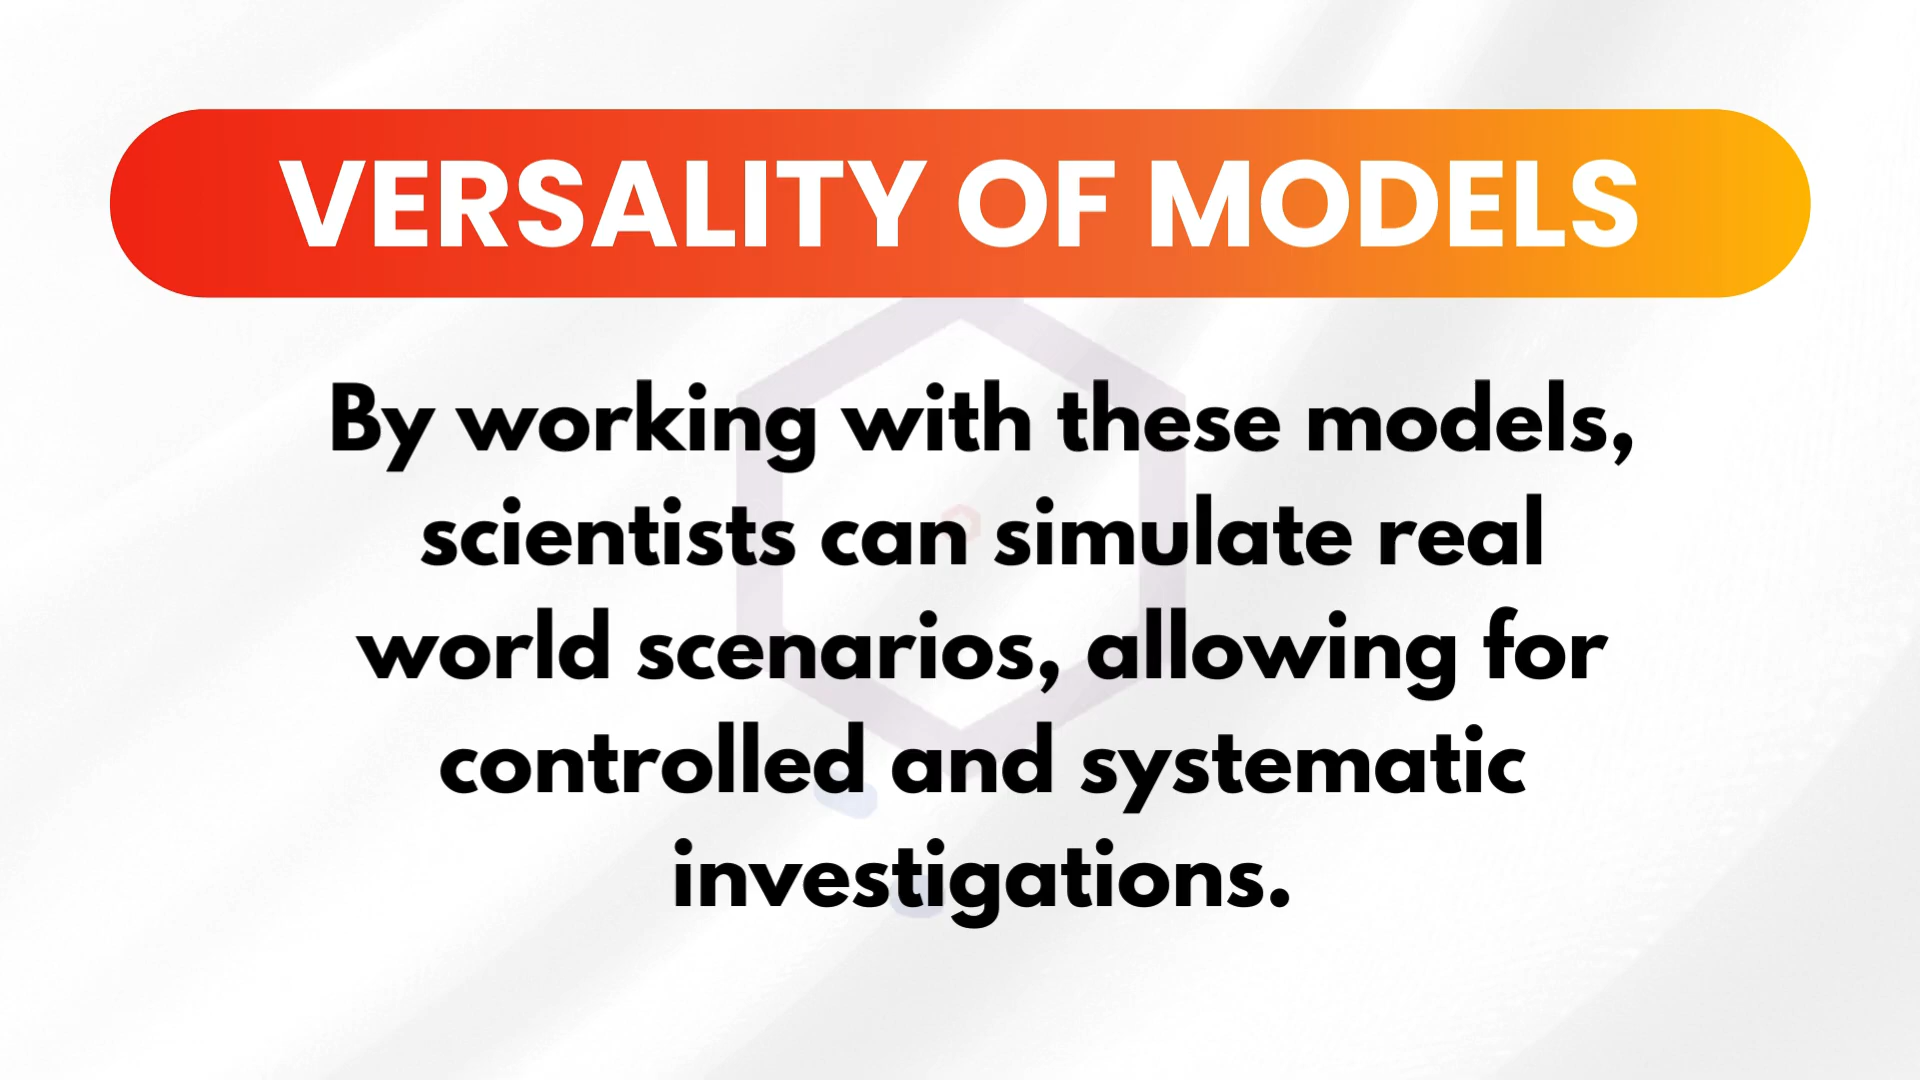 VERSALITY OF MODELS
By working with these models,
scientists can simulate real
world scenarios, allowing for
controlled and systematic
investigations.